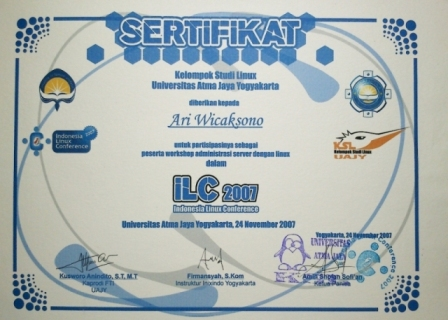 SERTIFIKAT
Kelompok Studi Linux
Universitas Atma Jaya Yogyakarta
diberikan kepada
Ari Wicaksono
untuk partisipasinya sebagai
peserta workshop administrasi server dengan linux
dalam
Indonesia
Linux
Conference
KSL
Kelompok Studi Linux
UAJY
iLC 2007
Indonesia Linux Conference
Universitas Atma Jaya Yogyakarta, 24 November 2007
Yogyakarta, 24 November 2007
UNIVERSITAS
ATMA JAYA
Kusworo Anindito, S.T, M.T
Kaprodi FTI
UAJY
Firmansyah, S.Kom
Instruktur Inixindo Yogyakarta
Ketua Panitia